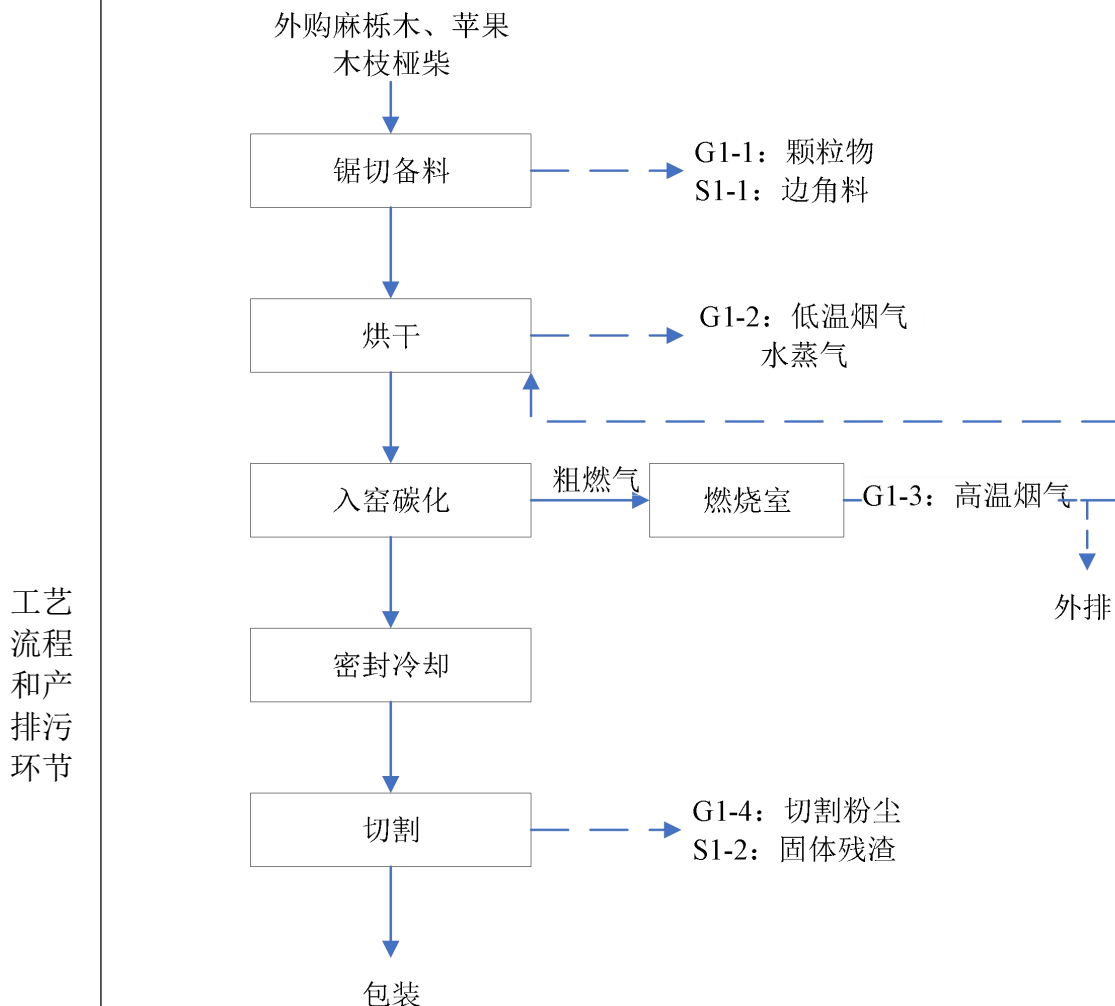 外购麻栎木、苹果
木枝桠柴
锯切备料
G1-1：颗粒物
S1-1：边角料
烘干
G1-2：低温烟气
水蒸气
入窑碳化
粗燃气
燃烧室
G1-3：高温烟气
外排
密封冷却
切割
G1-4：切割粉尘
S1-2：固体残渣
包装
工艺
流程
和产
排污
环节